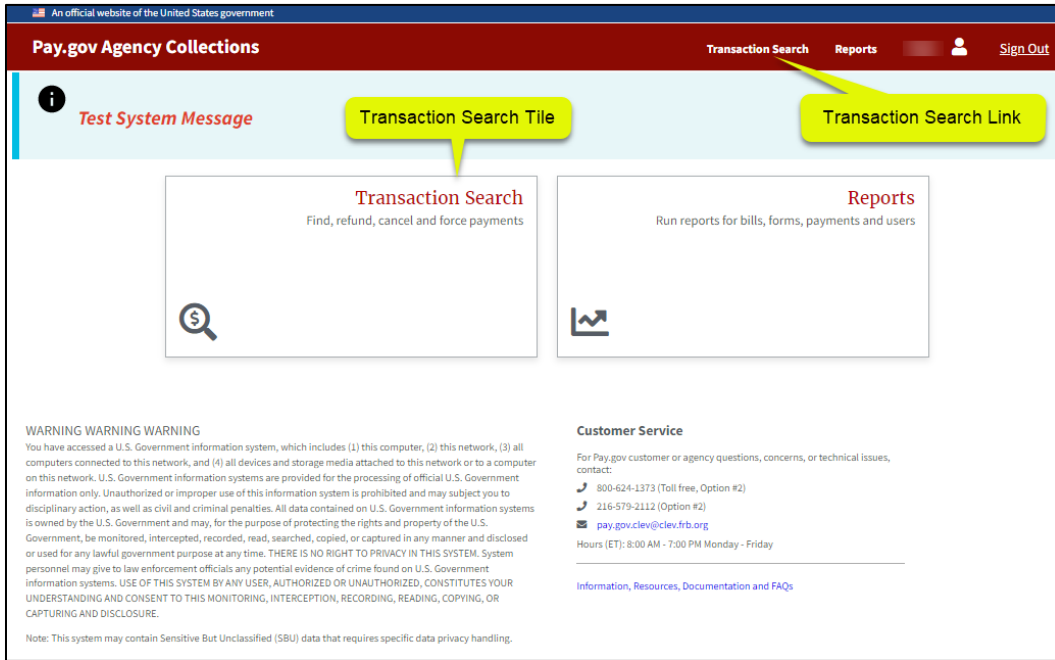 An official website of the United States government
Pay.gov Agency Collections
Transaction Search
Reports
Sign Out
Test System Message
Transaction Search Tile
Transaction Search Link
Transaction Search
Find, refund, cancel and force payments
Reports
Run reports for bills, forms, payments and users
WARNING WARNING WARNING
You have accessed a U.S. Government information system, which includes (1) this computer, (2) this network, (3) all
computers connected to this network, and (4) all devices and storage media attached to this network or to a computer
on this network. U.S. Government information systems are provided for the processing of official U.S. Government
information only. Unauthorized or improper use of this information system is prohibited and may subject you to
disciplinary action, as well as civil and criminal penalties. All data contained on U.S. Government information systems
is owned by the U.S. Government and may, for the purpose of protecting the rights and property of the U.S.
Government, be monitored, intercepted, recorded, read, searched, copied, or captured in any manner and disclosed
or used for any lawful government purpose at any time. THERE IS NO RIGHT TO PRIVACY IN THIS SYSTEM. System
personnel may give to law enforcement officials any potential evidence of crime found on U.S. Government
information systems. USE OF THIS SYSTEM BY ANY USER, AUTHORIZED OR UNAUTHORIZED, CONSTITUTES YOUR
UNDERSTANDING AND CONSENT TO THIS MONITORING, INTERCEPTION, RECORDING, READING, COPYING, OR
CAPTURING AND DISCLOSURE.
Note: This system may contain Sensitive But Unclassified (SBU) data that requires specific data privacy handling.
Customer Service
For Pay.gov customer or agency questions, concerns, or technical issues,
contact:
800-624-1373 (Toll free, Option #2)
216-579-2112 (Option #2)
pay.gov.clev@clev.frb.org
Hours (ET): 8:00 AM - 7:00 PM Monday - Friday
Information, Resources, Documentation and FAQs